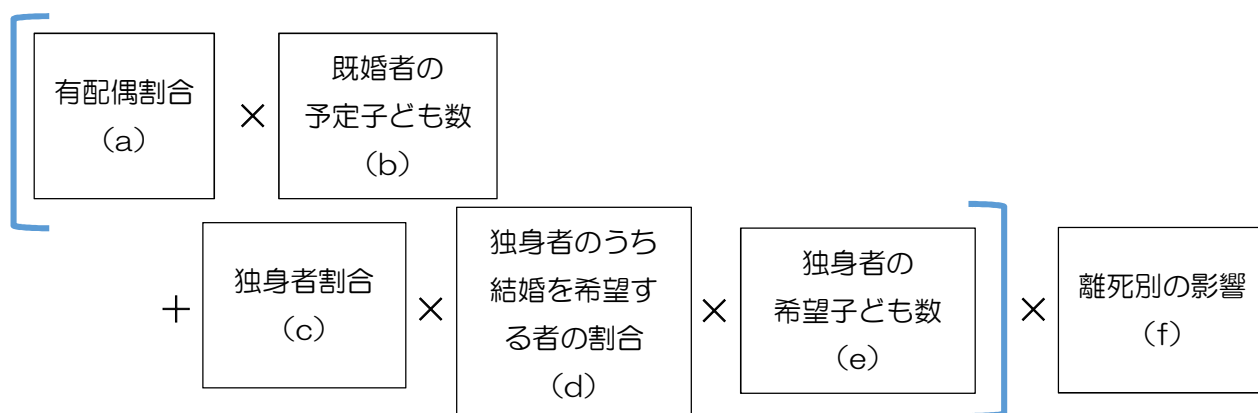 有配偶割合
（a）
×
既婚者の
予定子ども数
（b）
＋
独身者割合
（c）
×
独身者のうち
結婚を希望す
る者の割合
（d）
×
独身者の
希望子ども数
（e）
×
離死別の影響
（f）